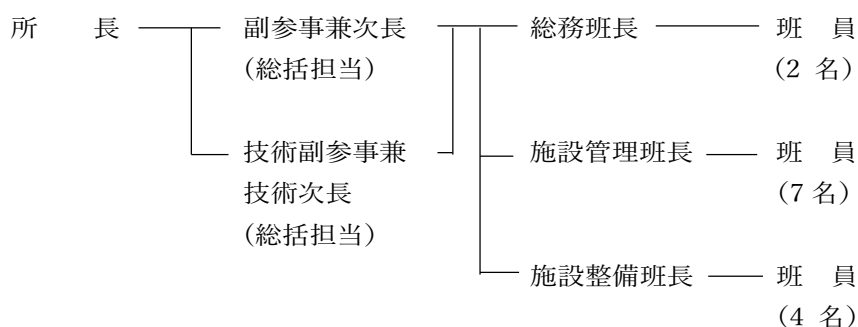 所　　長　副参事兼次長　総務班長　班　員
(総括担当)　(2 名)
技術副参事兼　施設管理班長　班　員
技術次長　(7 名)
(総括担当)
施設整備班長　班　員
(4 名)